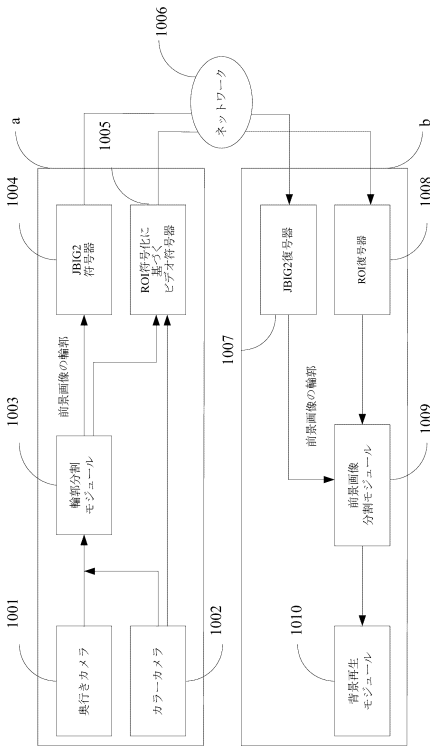 a
1001
奥行きカメラ
1002
カラーカメラ
1003
輪郭分割
モジュール
前景画像の輪郭
1004
JBIG2
符号器
1005
ROI符号化に
基づく
ビデオ符号器
1006
ネットワーク
b
1007
JBIG2復号器
1008
ROI復号器
前景画像の輪郭
1009
前景画像
分割モジュール
1010
背景再生
モジュール